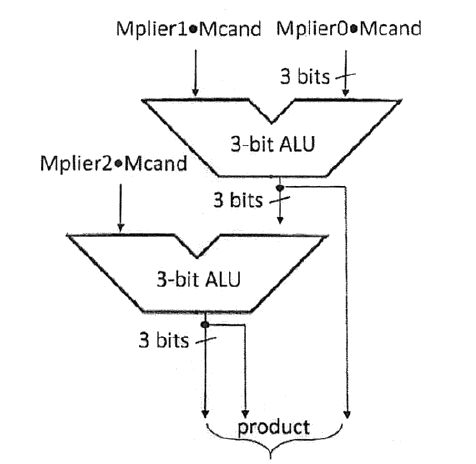 Mplier1•Mcand Mplier0•Mcand
3 bits
3-bit ALU
Mplier2•Mcand
3 bits
3-bit ALU
3 bits
product